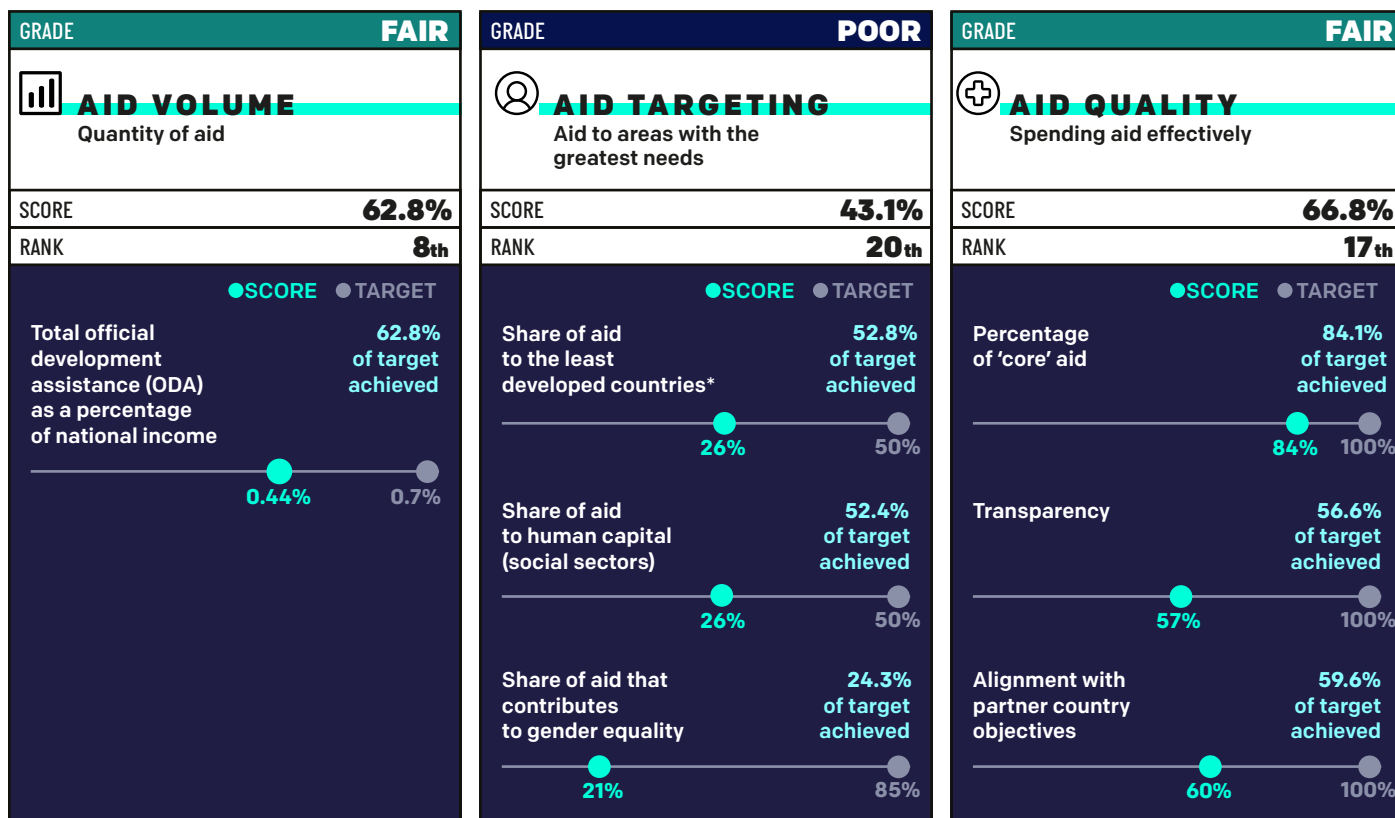 GRADE FAIR
AID VOLUME
Quantity of aid
SCORE 62.8%
RANK 8th
SCORE TARGET
Total official 62.8%
development of target
assistance (ODA) achieved
as a percentage
of national income
0.44% 0.7%
GRADE POOR
AID TARGETING
Aid to areas with the
greatest needs
SCORE 43.1%
RANK 20th
SCORE TARGET
Share of aid 52.8%
to the least of target
developed countries* achieved
26% 50%
Share of aid 52.4%
to human capital of target
(social sectors) achieved
26% 50%
Share of aid that 24.3%
contributes of target
to gender equality achieved
21% 85%
GRADE FAIR
AID QUALITY
Spending aid effectively
SCORE 66.8%
RANK 17th
SCORE TARGET
Percentage 84.1%
of ‘core’ aid of target
achieved
84% 100%
Transparency 56.6%
of target
achieved
57% 100%
Alignment with 59.6%
partner country of target
objectives achieved
60% 100%